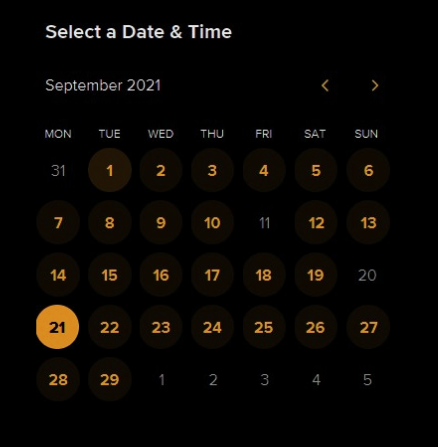 Select a Date & Time
September 2021
MON TUE WED THU FRI SAT SUN
31 1 2 3 4 5 6
7 8 9 10 11 12 13
14 15 16 17 18 19 20
21 22 23 24 25 26 27
28 29 1 2 3 4 5